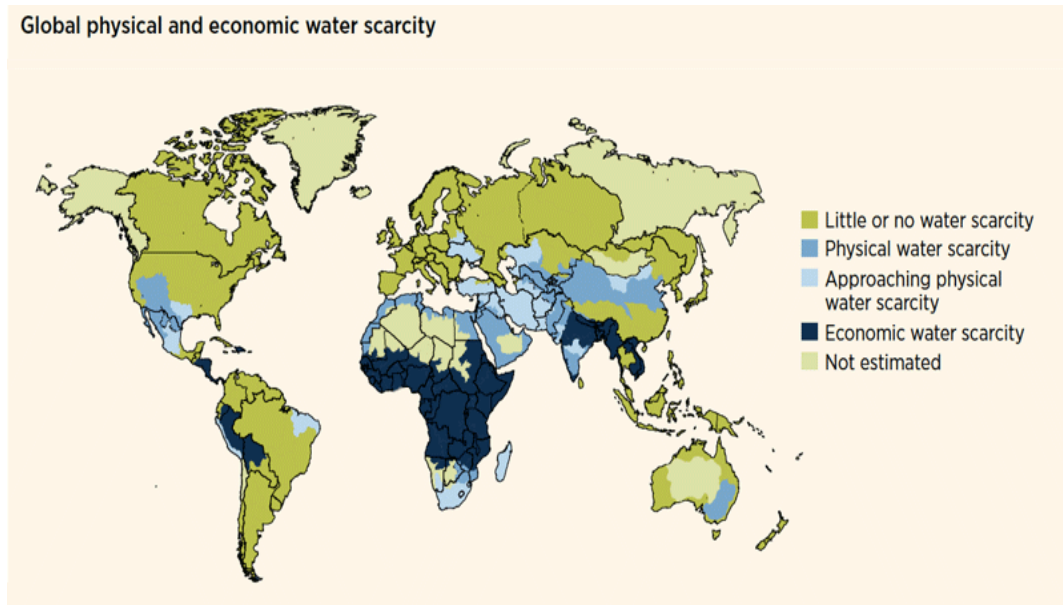 Global physical and economic water scarcity
Little or no water scarcity
Physical water scarcity
Approaching physical
water scarcity
Economic water scarcity
Not estimated